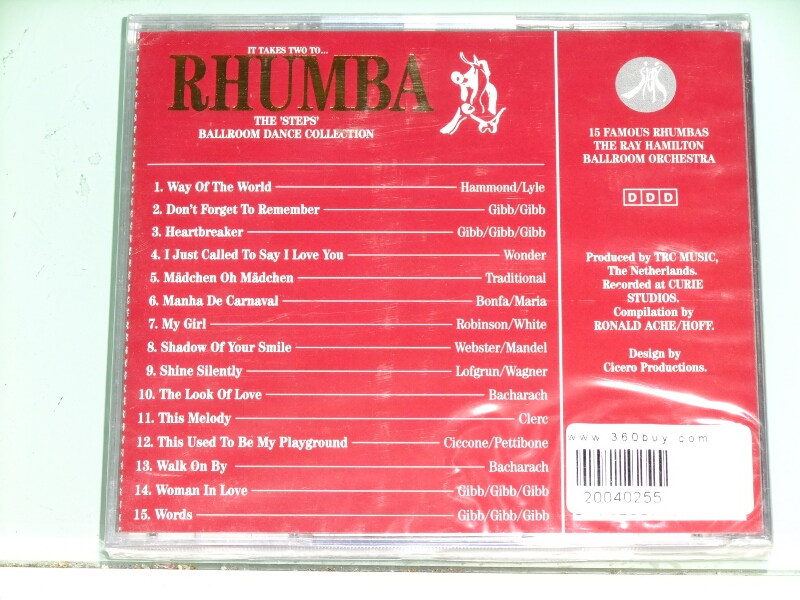 IT TAKES TWO TO...
RHUMBA
THE 'STEPS'
BALLROOM DANCE COLLECTION
1. Way Of The World Hammond/Lyle
2. Don't Forget To Remember Gibb/Gibb
3. Heartbreaker Gibb/Gibb/Gibb
4. I Just Called To Say I Love You Wonder
5. Mädchen Oh Mädchen Traditional
6. Manha De Carnaval Bonfa/Maria
7. My Girl Robinson/White
8. Shadow Of Your Smile Webster/Mandel
9. Shine Silently Lofgrun/Wagner
10. The Look Of Love Bacharach
11. This Melody Clerc
12. This Used To Be My Playground Ciccone/Pettibone
13. Walk On By Bacharach
14. Woman In Love Gibb/Gibb/Gibb
15. Words Gibb/Gibb/Gibb
15 FAMOUS RHUMBAS
THE RAY HAMILTON
BALLROOM ORCHESTRA
DDD
Produced by TRC MUSIC,
The Netherlands.
Recorded at CURIE
STUDIOS.
Compilation by
RONALD ACHE/HOFF.
Design by
Cicero Productions.
www.360buy.com
20040255